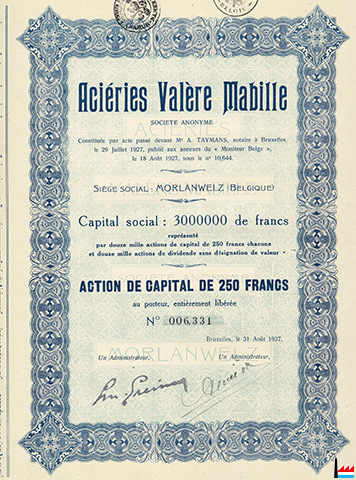 Aciéries Valère Mabille
SOCIETE ANONYME
Constituée par acte passé devant Me A. TAYMANS, notaire à Bruxelles,
le 29 Juillet 1927, publié aux annexes du « Moniteur Belge »,
le 18 Août 1927, sous le no 10,644.
SIÈGE SOCIAL : MORLANWELZ (BELGIQUE)
Capital social : 3000000 de francs
représenté
par douze mille actions de capital de 250 francs chacune
et douze mille actions de dividende sans désignation de valeur
SOCIETE ANONYME
ACTION DE CAPITAL DE 250 FRANCS
au porteur, entièrement libérée
No 006.331
Bruxelles, le 31 Août 1927.
Un Administrateur, Un Administrateur,
MORLANWELZ